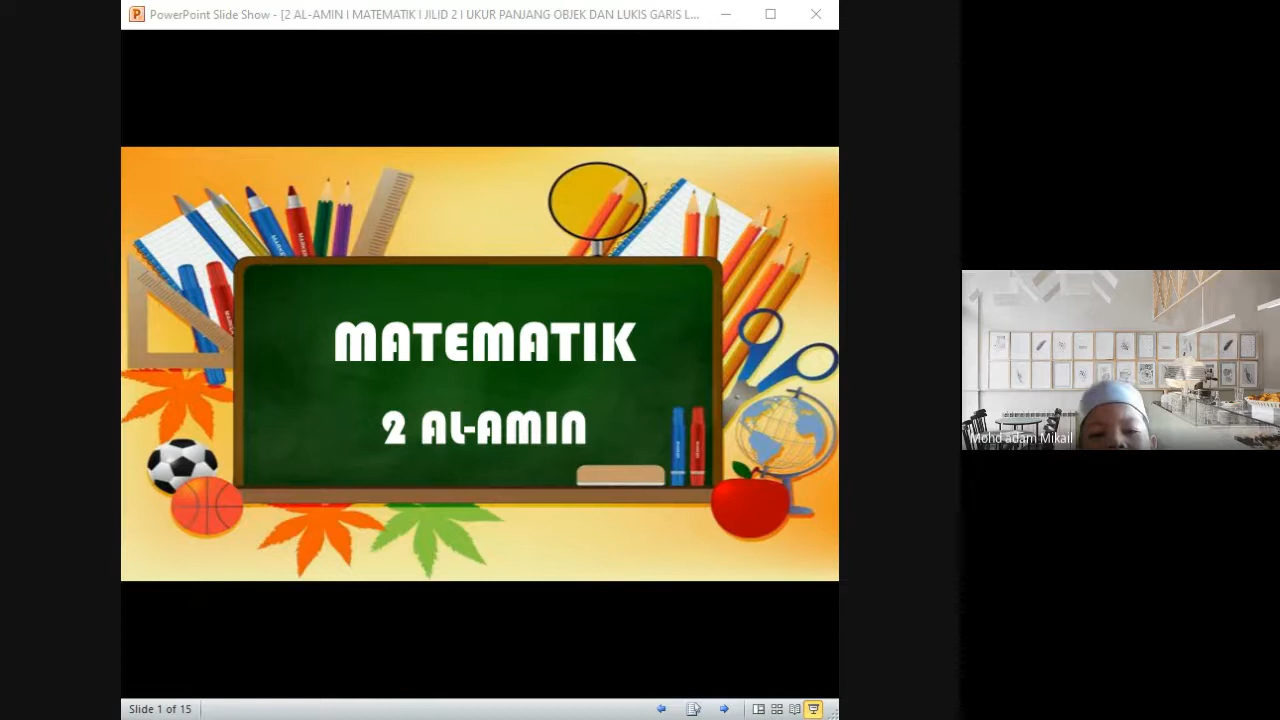 PowerPoint Slide Show - [2 AL-AMIN I MATEMATIK I JILID 2 I UKUR PANJANG OBJEK DAN LUKIS GARIS L...
MATEMATIK
2 AL-AMIN
Mohd adam Mikail
Slide 1 of 15